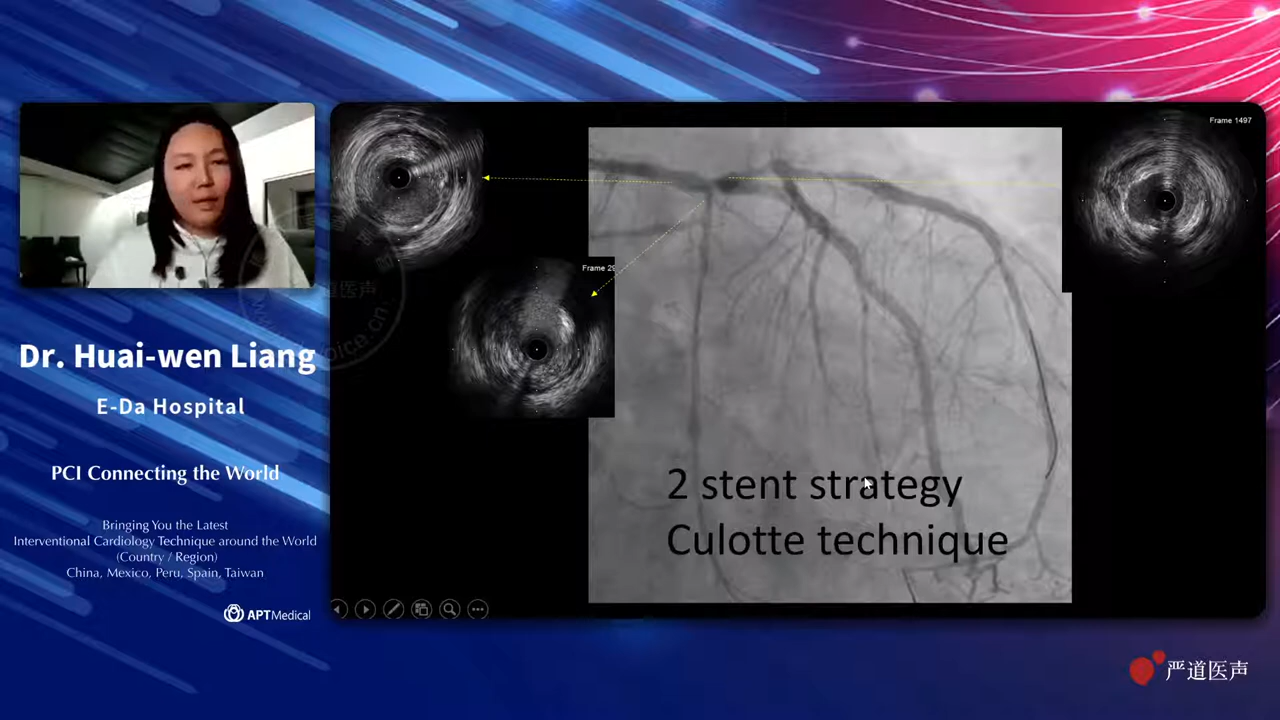 Dr. Huai-wen Liang
E-Da Hospital
PCI Connecting the World
Bringing You the Latest
Interventional Cardiology Technique around the World
(Country / Region)
China, Mexico, Peru, Spain, Taiwan
APTMedical
Frame 1497
2 stent strategy
Culotte technique
严道医声